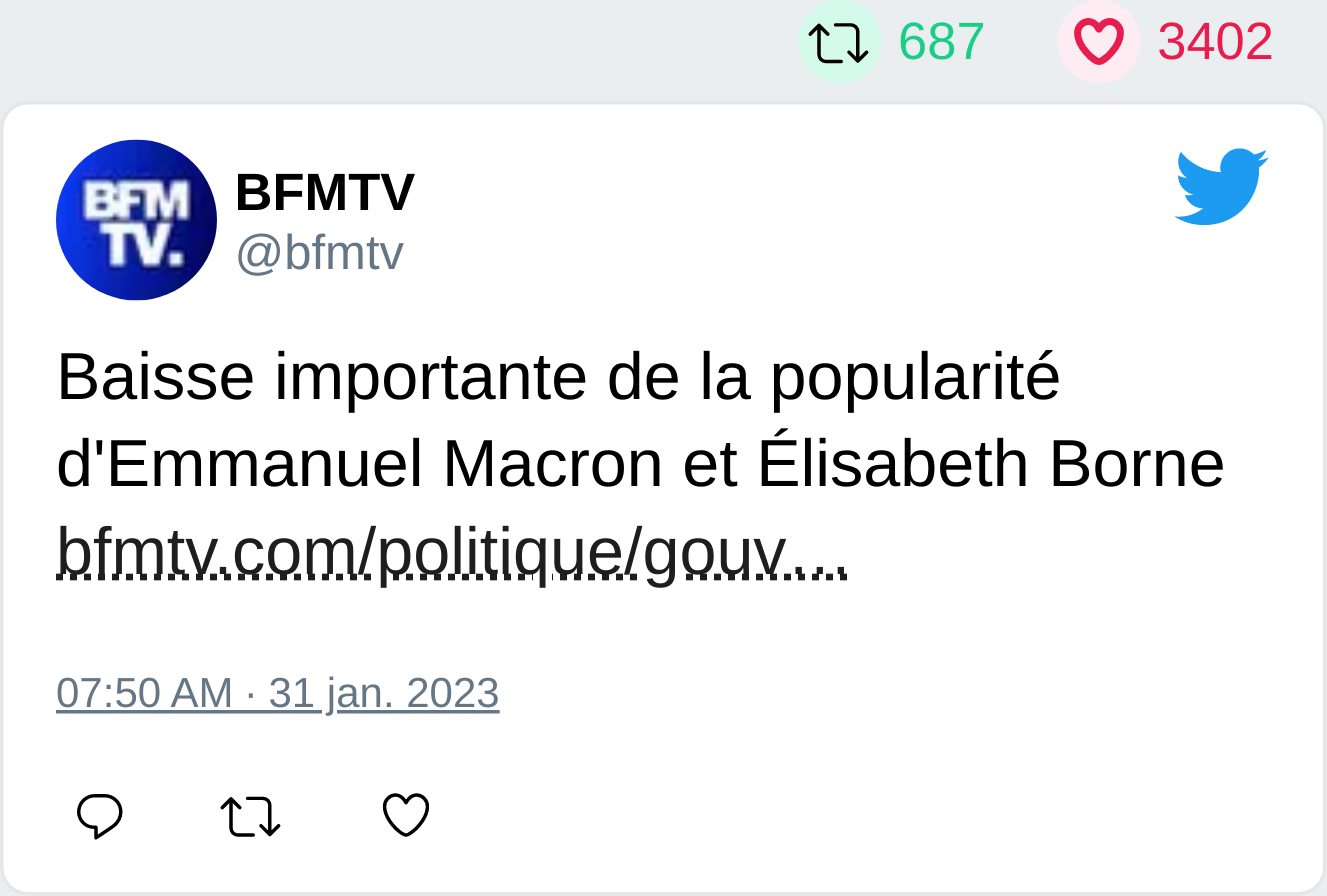 687 3402
BFM
TV.
BFMTV
@bfmtv
Baisse importante de la popularité
d'Emmanuel Macron et Élisabeth Borne
bfmtv.com/politique/gouv…
07:50 AM · 31 jan. 2023